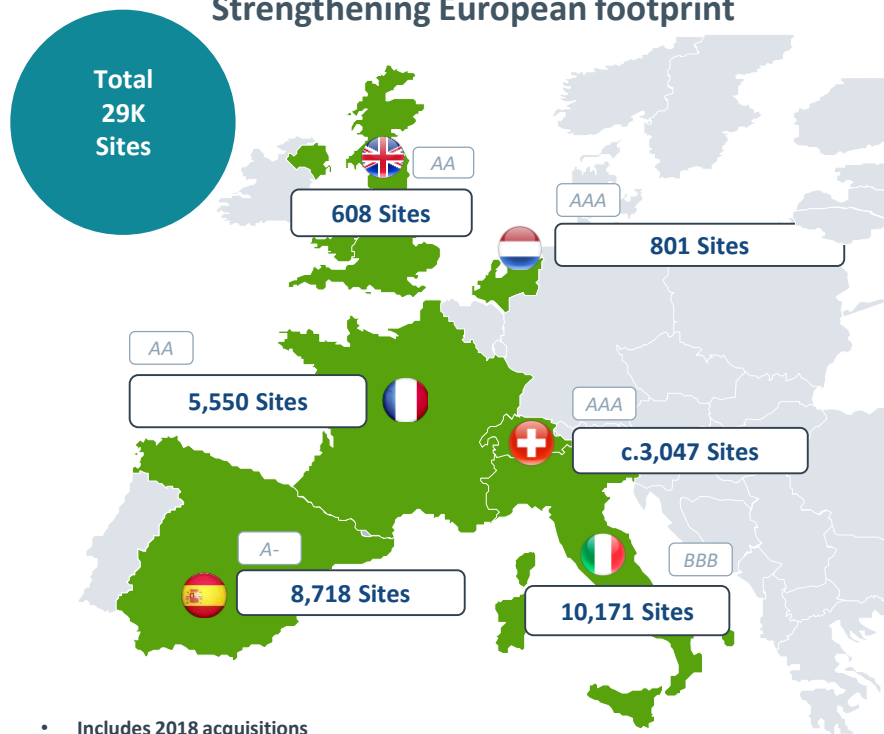 Strengthening European footprint
Total
29K
Sites
AA
608 Sites
AAA
801 Sites
AA
5,550 Sites
AAA
c.3,047 Sites
A-
8,718 Sites
BBB
10,171 Sites
• Includes 2018 acquisitions